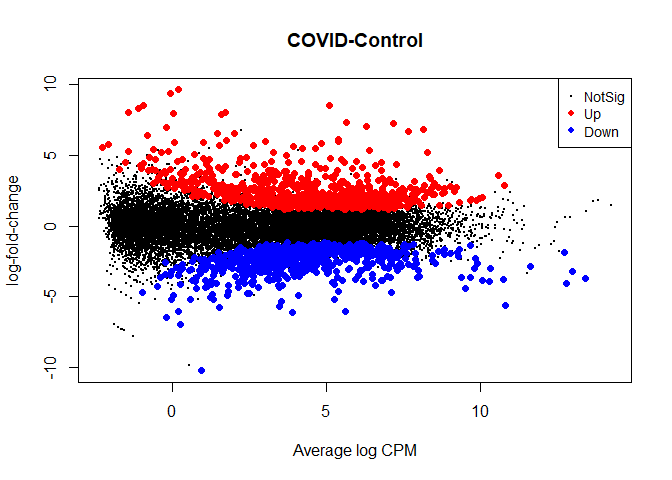 COVID-Control
NotSig
Up
Down
10
5
0
-5
-10
log-fold-change
0
5
10
Average log CPM